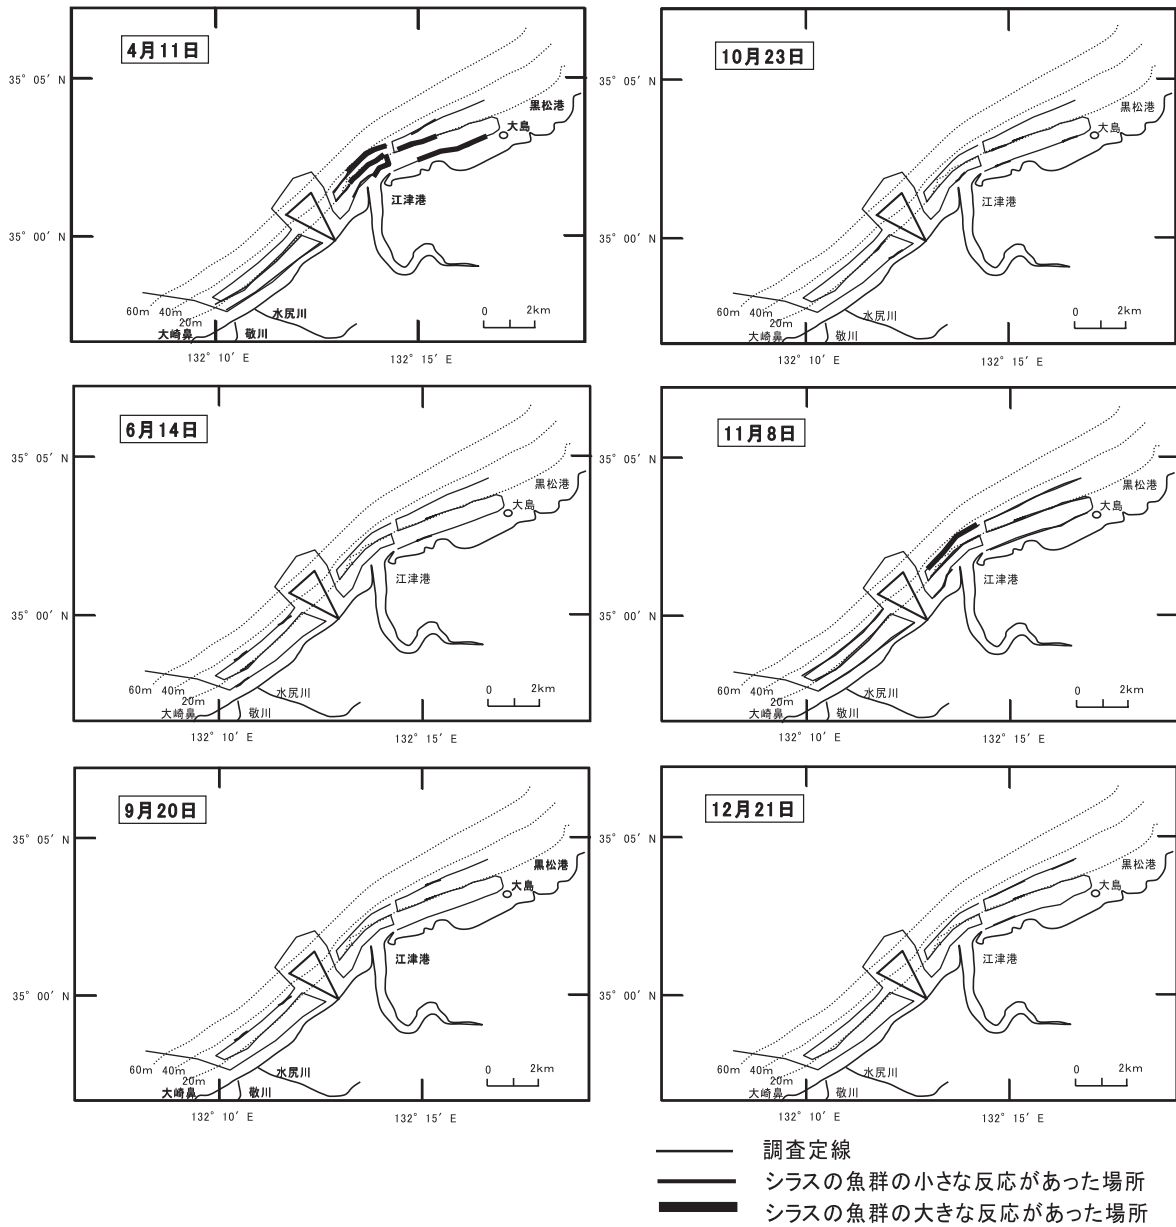 4月11日
35° 05′ N
黒松港
大島
江津港
35° 00′ N
60m
40m
20m
大崎鼻
敬川
水尻川
0
2km
132° 10′ E
132° 15′ E
10月23日
35° 05′ N
黒松港
大島
江津港
35° 00′ N
60m
40m
20m
大崎鼻
敬川
水尻川
0
2km
132° 10′ E
132° 15′ E
6月14日
35° 05′ N
黒松港
大島
江津港
35° 00′ N
60m
40m
20m
大崎鼻
敬川
水尻川
0
2km
132° 10′ E
132° 15′ E
11月8日
35° 05′ N
黒松港
大島
江津港
35° 00′ N
60m
40m
20m
大崎鼻
敬川
水尻川
0
2km
132° 10′ E
132° 15′ E
9月20日
35° 05′ N
黒松港
大島
江津港
35° 00′ N
60m
40m
20m
大崎鼻
敬川
水尻川
0
2km
132° 10′ E
132° 15′ E
12月21日
35° 05′ N
黒松港
大島
江津港
35° 00′ N
60m
40m
20m
大崎鼻
敬川
水尻川
0
2km
132° 10′ E
132° 15′ E
調査定線
シラスの魚群の小さな反応があった場所
シラスの魚群の大きな反応があった場所